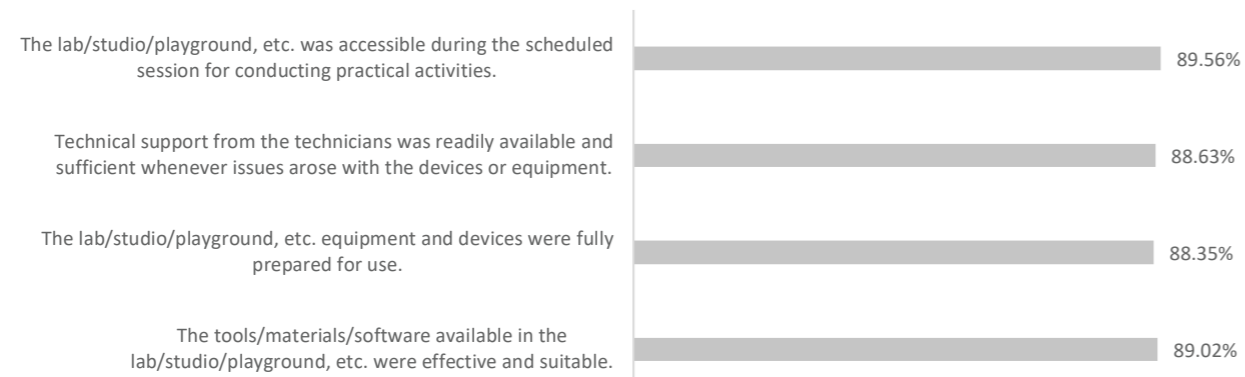 The lab/studio/playground, etc. was accessible during the scheduled
session for conducting practical activities.
89.56%
Technical support from the technicians was readily available and
sufficient whenever issues arose with the devices or equipment.
88.63%
The lab/studio/playground, etc. equipment and devices were fully
prepared for use.
88.35%
The tools/materials/software available in the
lab/studio/playground, etc. were effective and suitable.
89.02%